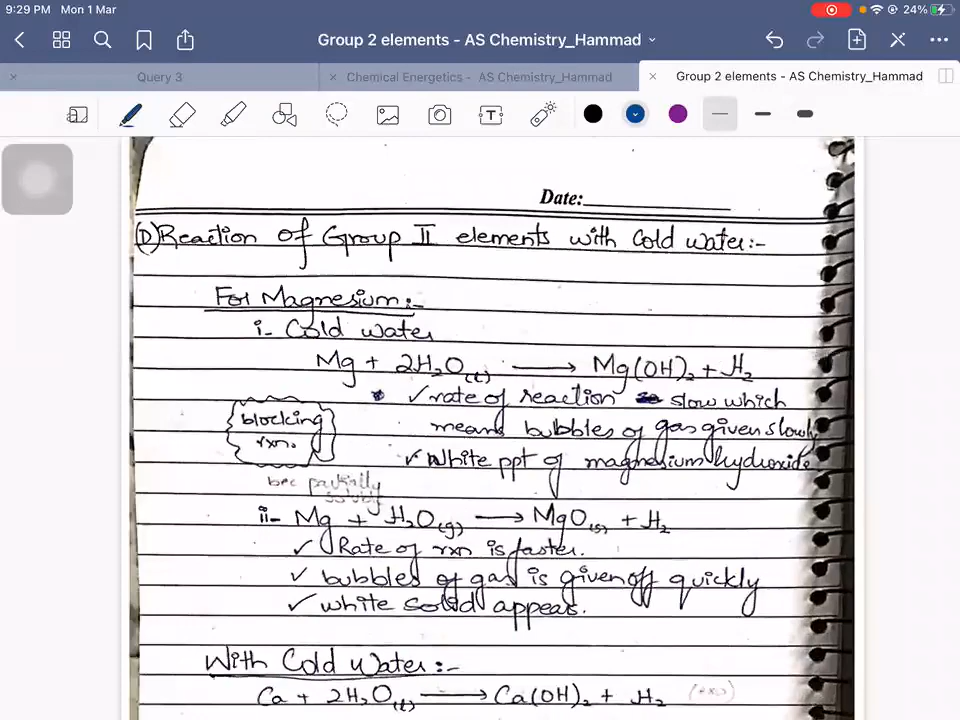 9:29 PM Mon 1 Mar
24%
Group 2 elements - AS Chemistry_Hammad
Query 3
Chemical Energetics - AS Chemistry_Hammad
Group 2 elements - AS Chemistry_Hammad
Date:
(D) Reaction of Group II elements with Cold water:-
For Magnesium:-
i- Cold water
Mg + 2H₂O(l) → Mg(OH)₂ + H₂
✓ rate of reaction slow which
means bubbles of gas given slowly
blocking
rxn.
✓ White ppt of magnesium hydroxide
bec partially
soluble
ii- Mg + H₂O(g) → MgO(s) + H₂
✓ Rate of rxn is faster.
✓ bubbles of gas is given off quickly
✓ white solid appears.
With Cold Water:-
Ca + 2H₂O(l) → Ca(OH)₂ + H₂